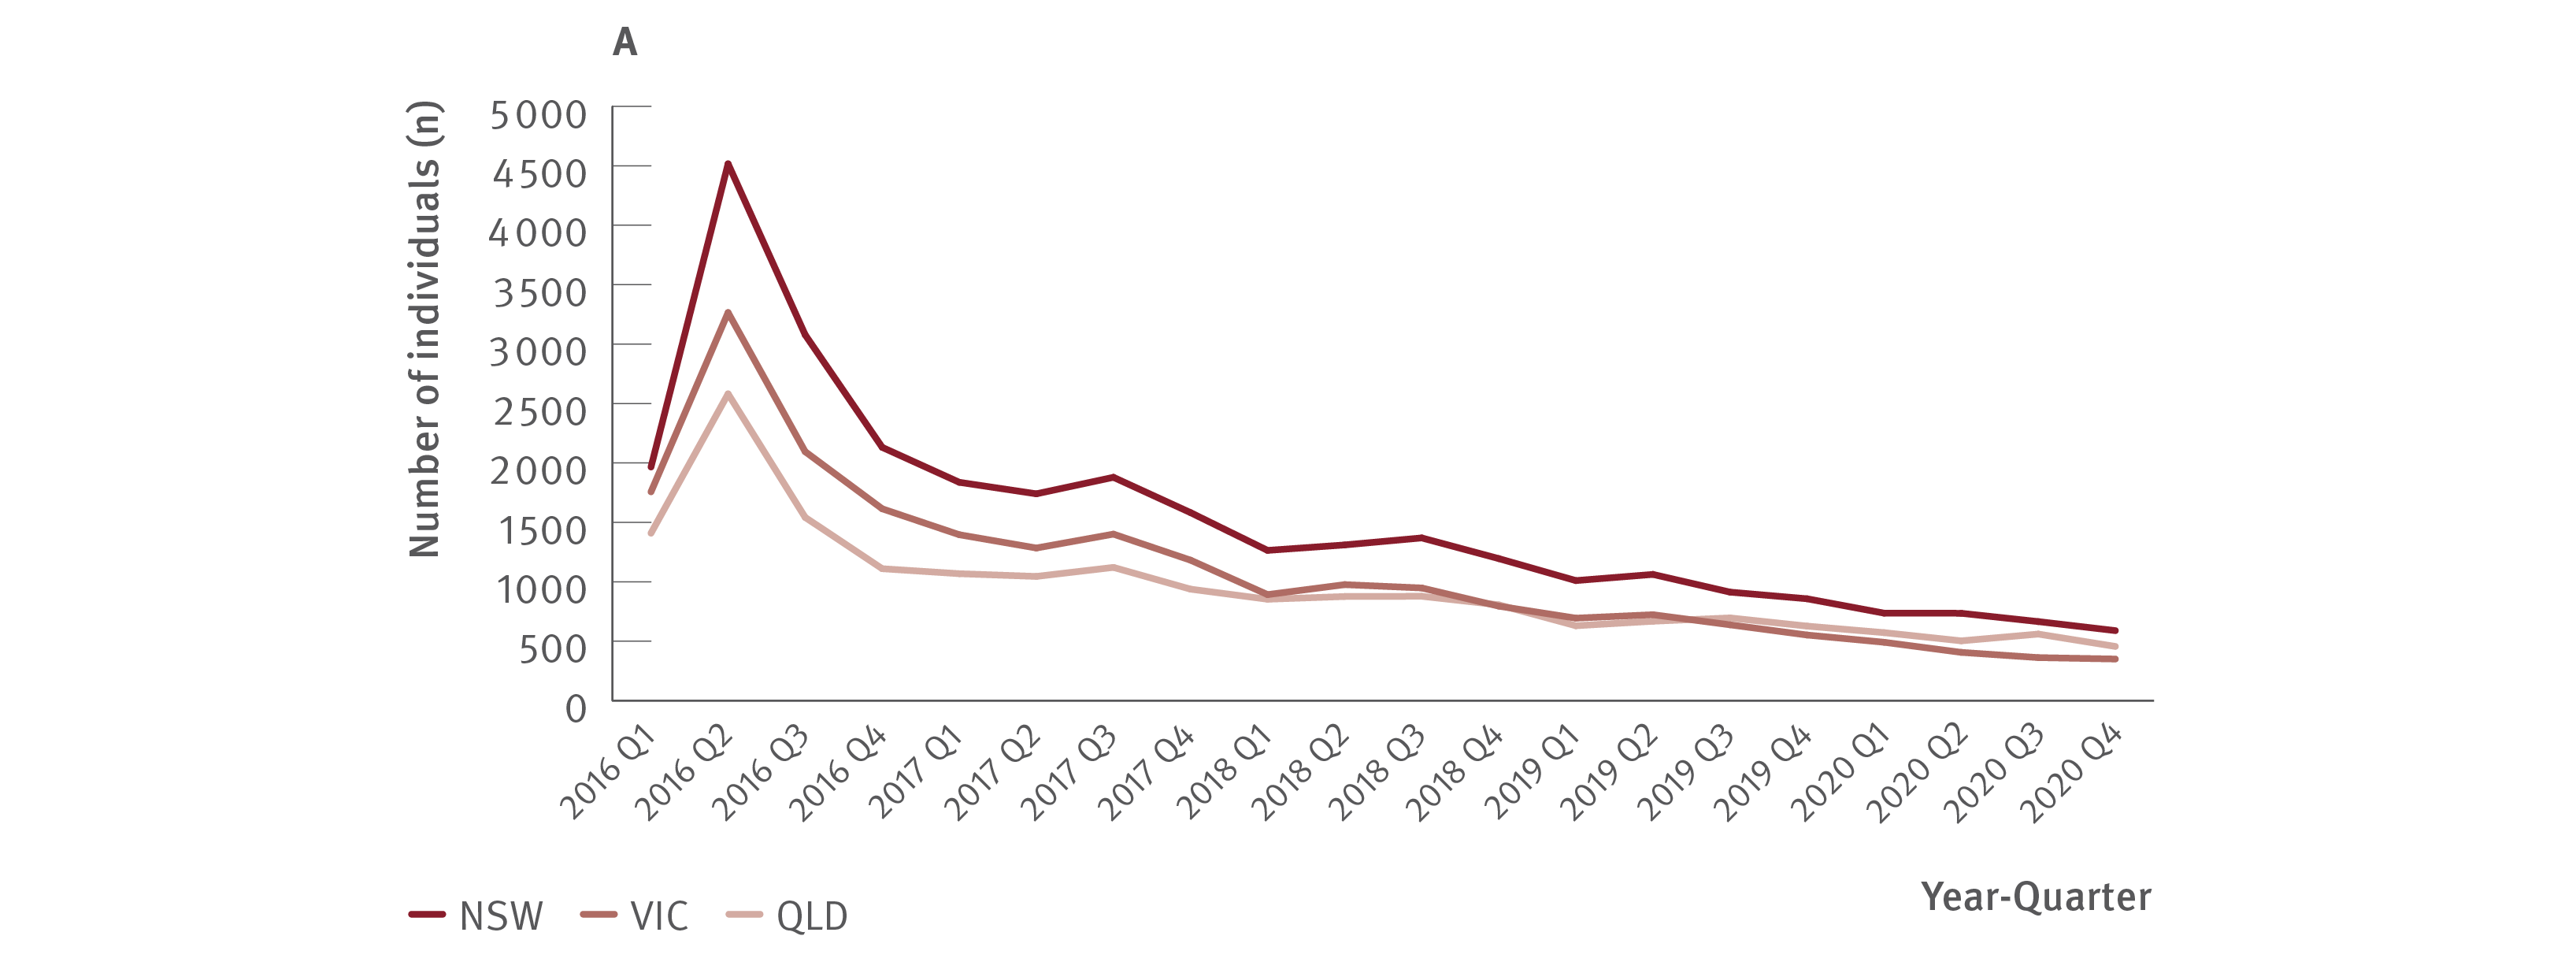 A
Number of individuals (n)
5000
4500
4000
3500
3000
2500
2000
1500
1000
500
0
2016 Q1
2016 Q2
2016 Q3
2016 Q4
2017 Q1
2017 Q2
2017 Q3
2017 Q4
2018 Q1
2018 Q2
2018 Q3
2018 Q4
2019 Q1
2019 Q2
2019 Q3
2019 Q4
2020 Q1
2020 Q2
2020 Q3
2020 Q4
Year-Quarter
NSW VIC QLD